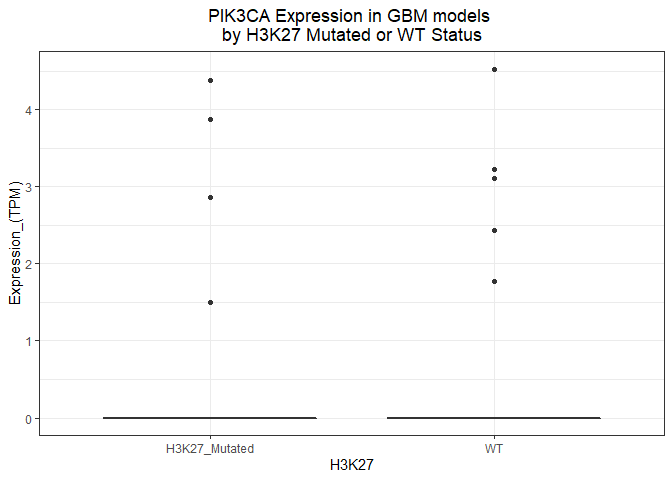 PIK3CA Expression in GBM models
by H3K27 Mutated or WT Status
Expression_(TPM)
4
3
2
1
0
H3K27_Mutated
WT
H3K27